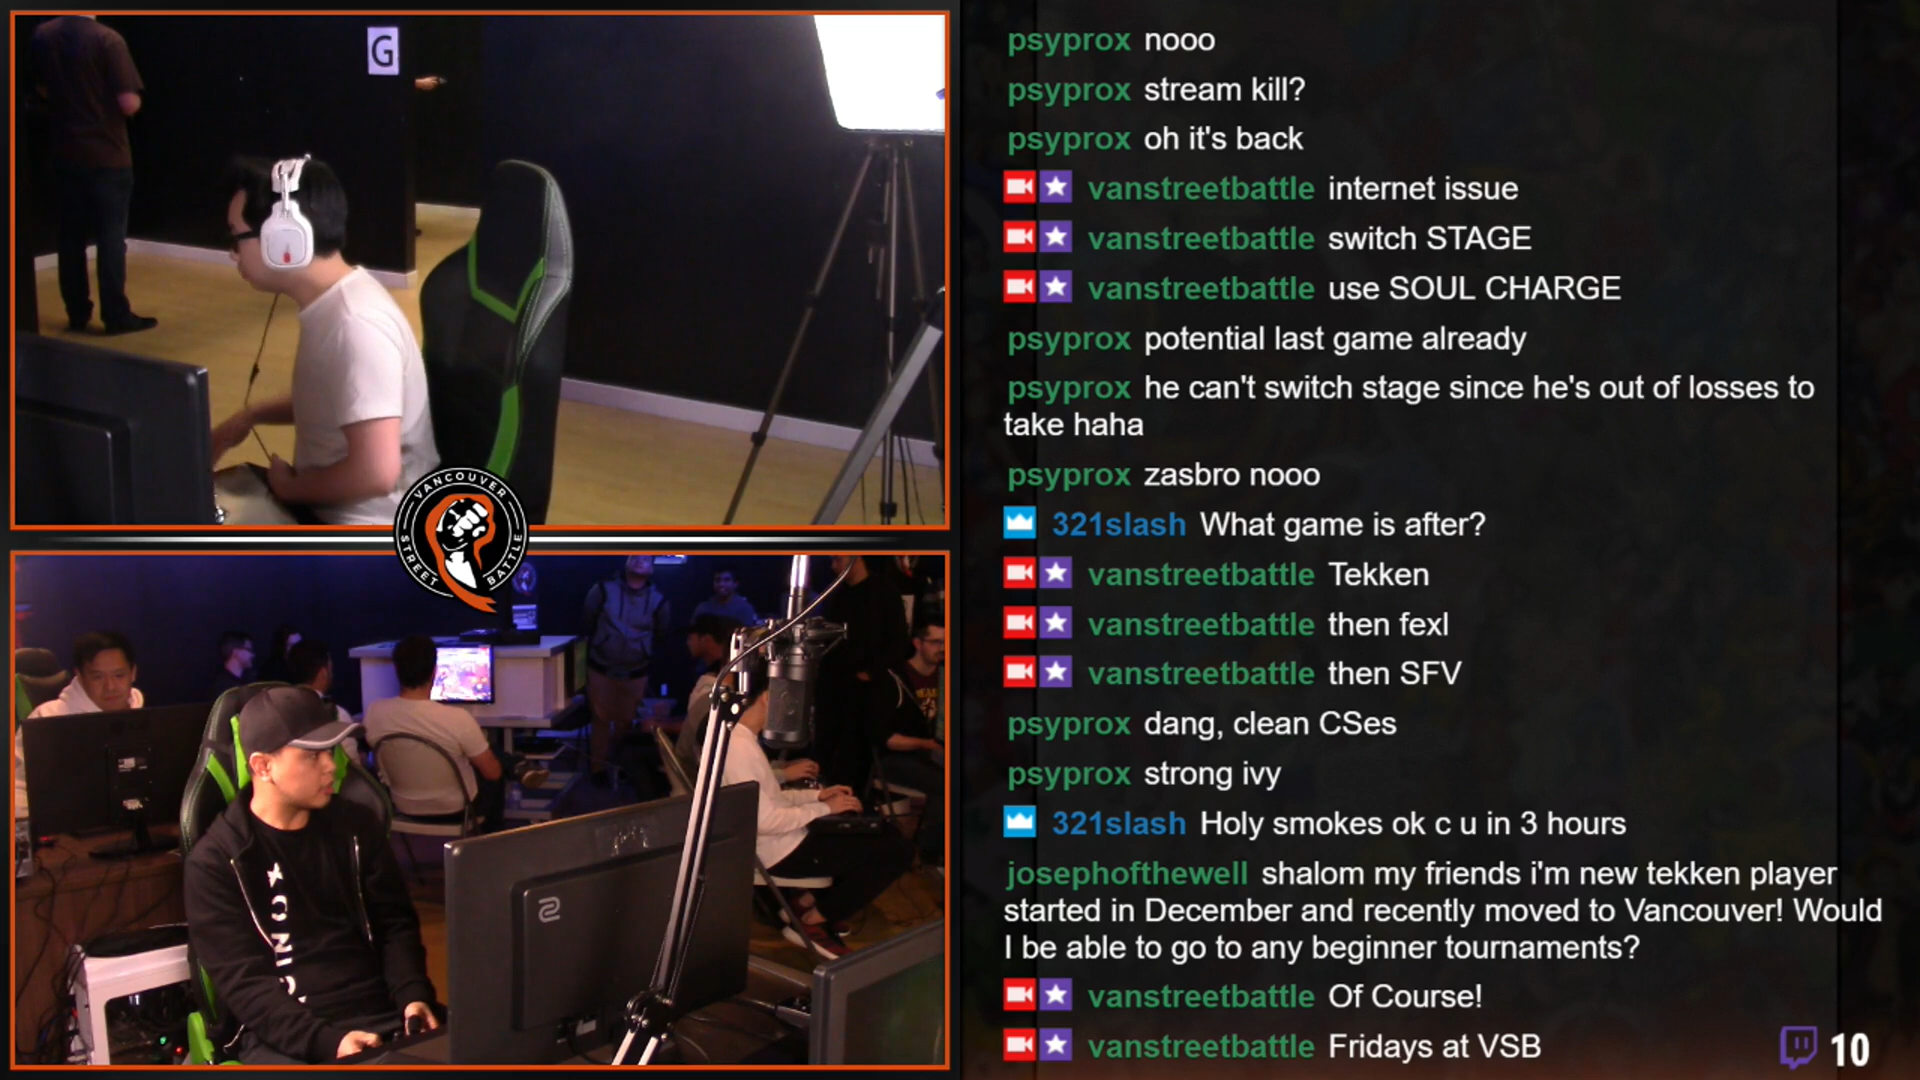 G
VANCOUVER
STREET BATTLE
psyprox nooo
psyprox stream kill?
psyprox oh it's back
vanstreetbattle internet issue
vanstreetbattle switch STAGE
vanstreetbattle use SOUL CHARGE
psyprox potential last game already
psyprox he can't switch stage since he's out of losses to
take haha
psyprox zasbro nooo
321slash What game is after?
vanstreetbattle Tekken
vanstreetbattle then fexl
vanstreetbattle then SFV
psyprox dang, clean CSes
psyprox strong ivy
321slash Holy smokes ok c u in 3 hours
josephofthewell shalom my friends i'm new tekken player
started in December and recently moved to Vancouver! Would
I be able to go to any beginner tournaments?
vanstreetbattle Of Course!
vanstreetbattle Fridays at VSB
10